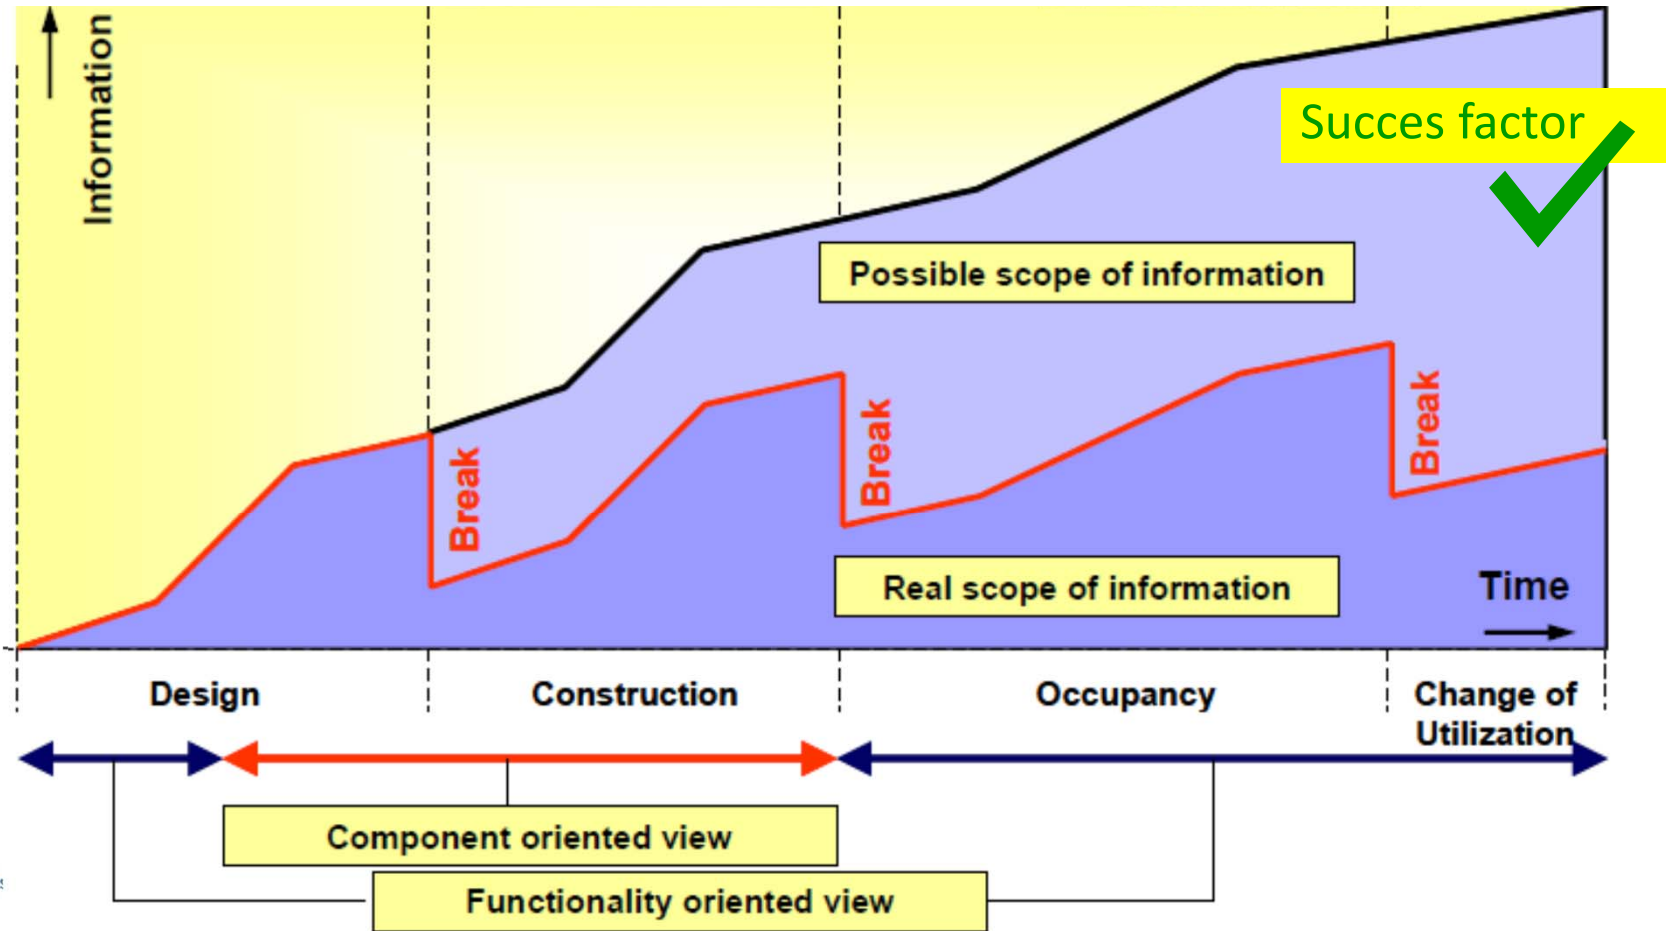 Information
Succes factor
Possible scope of information
Break
Break
Break
Real scope of information
Time
Design
Construction
Occupancy
Change of
Utilization
Component oriented view
Functionality oriented view